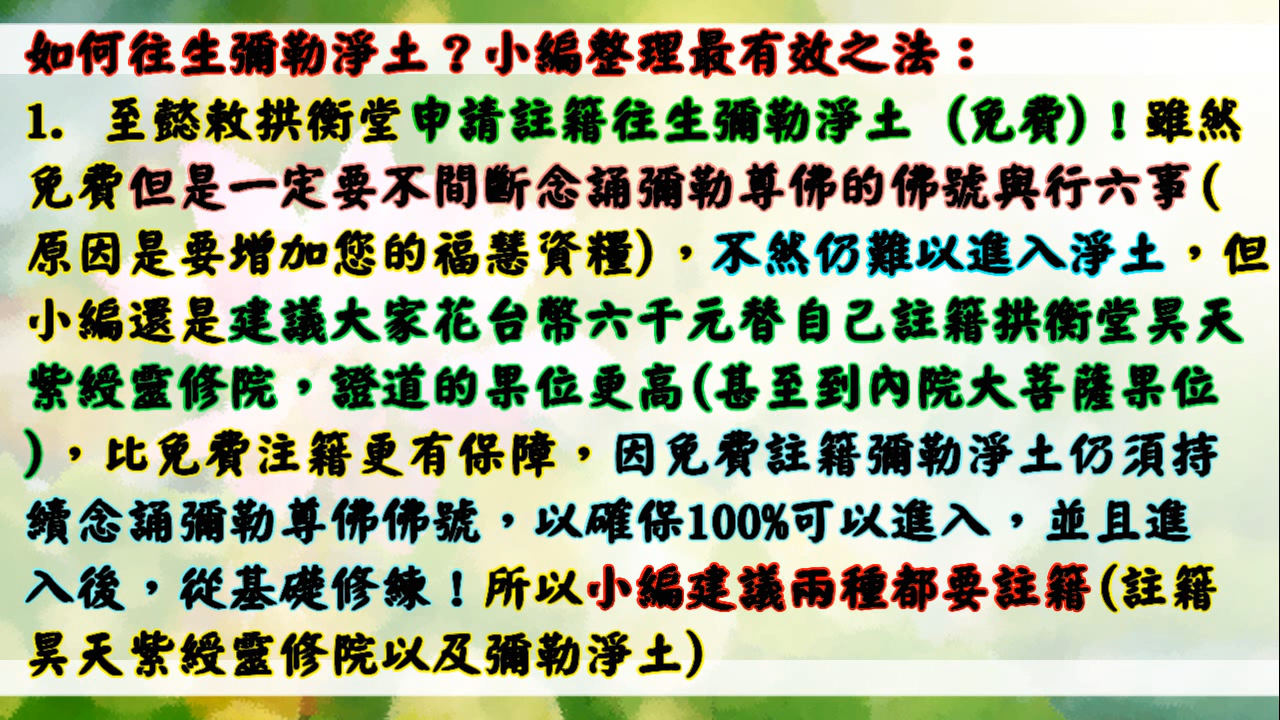 如何往生彌勒淨土？小編整理最有效之法：
1. 至懿敕拱衡堂申請註籍往生彌勒淨土（免費）！雖然
免費但是一定要不間斷念誦彌勒尊佛的佛號與行六事(
原因是要增加您的福慧資糧)，不然仍難以進入淨土，但
小編還是建議大家花台幣六千元替自己註籍拱衡堂昊天
紫綬靈修院，證道的果位更高(甚至到內院大菩薩果位
)，比免費注籍更有保障，因免費註籍彌勒淨土仍須持
續念誦彌勒尊佛佛號，以確保100%可以進入，並且進
入後，從基礎修練！所以小編建議兩種都要註籍(註籍
昊天紫綬靈修院以及彌勒淨土)